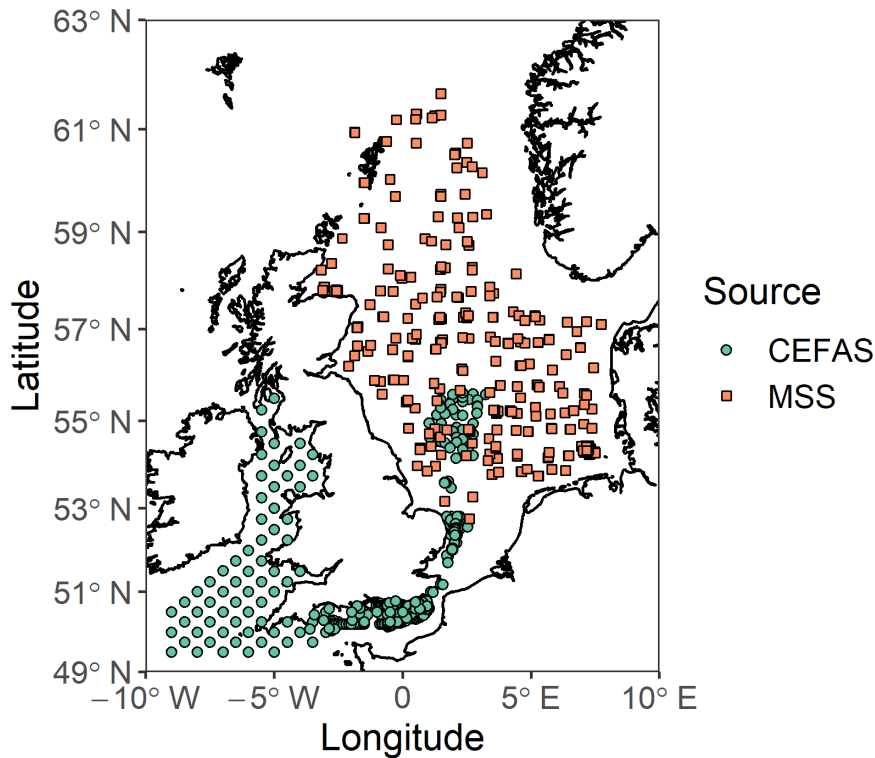 63° N
61° N
59° N
57° N
55° N
53° N
51° N
49° N
−10° W
−5° W
0
5° E
10° E
Latitude
Longitude
Source
CEFAS
MSS